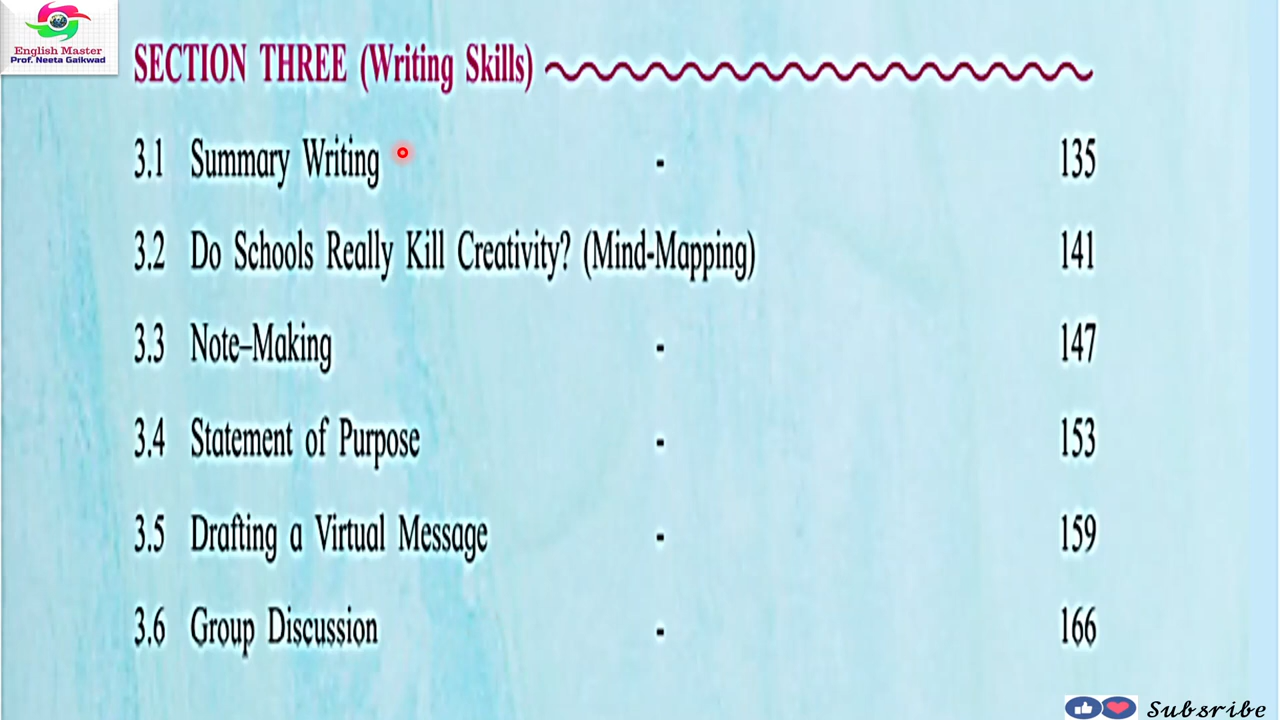 English Master
Prof. Neeta Gaikwad
SECTION THREE (Writing Skills)
3.1 Summary Writing - 135
3.2 Do Schools Really Kill Creativity? (Mind-Mapping) 141
3.3 Note–Making - 147
3.4 Statement of Purpose - 153
3.5 Drafting a Virtual Message - 159
3.6 Group Discussion - 166
Subsribe